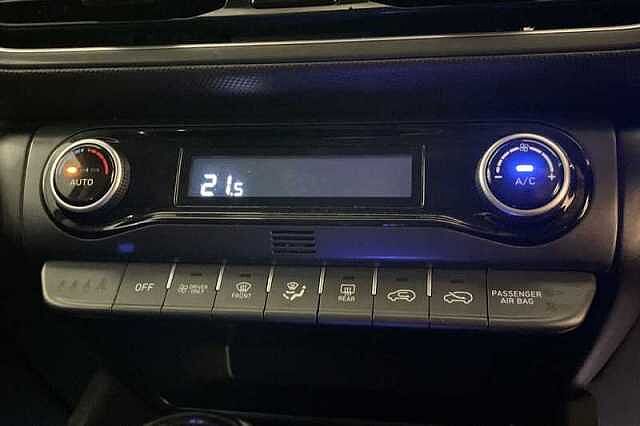 21.5
AUTO
A/C
OFF
DRIVER
ONLY
FRONT
REAR
PASSENGER
AIR BAG